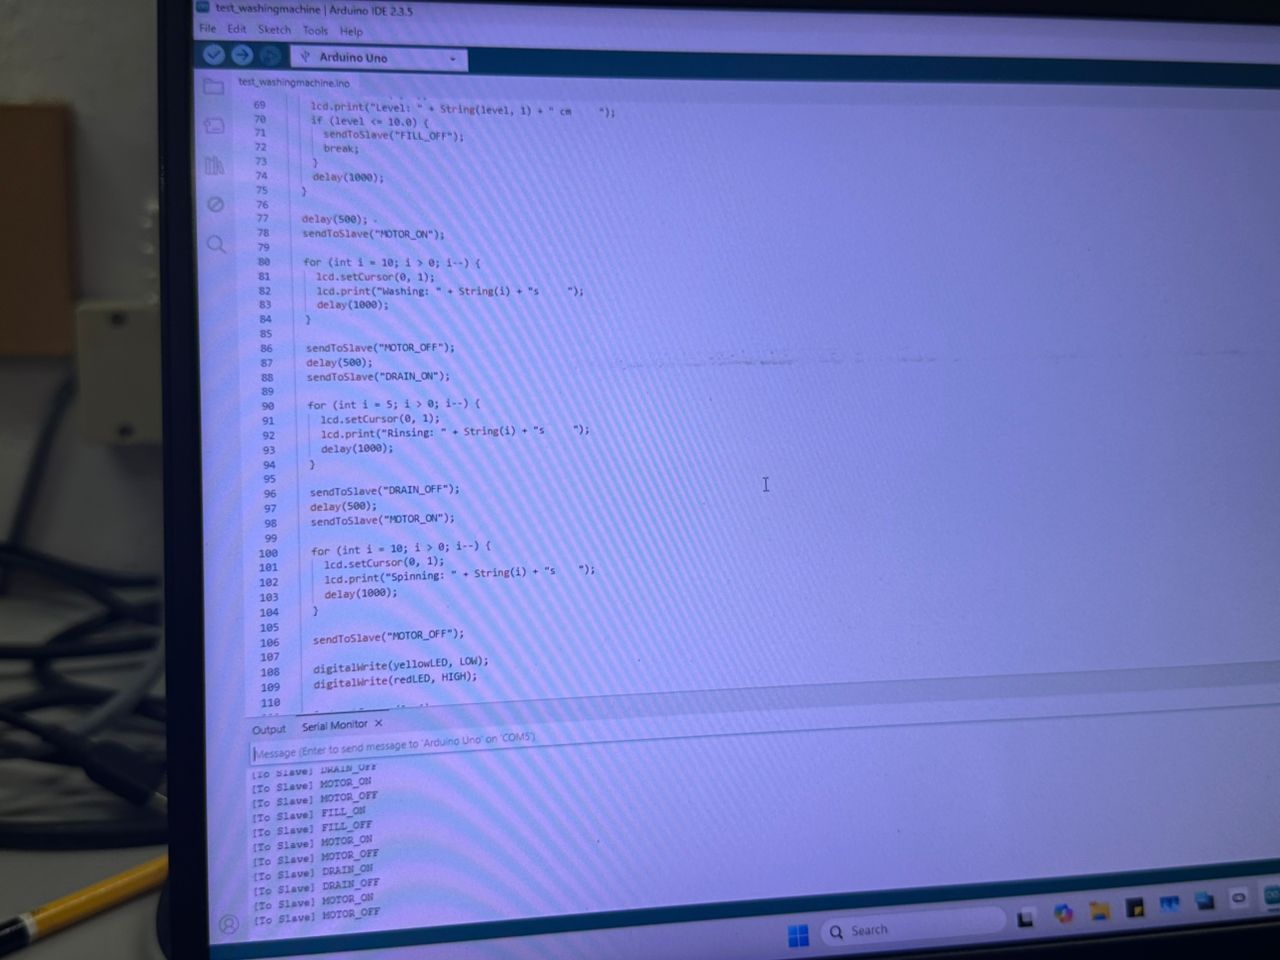 test_washingmachine | Arduino IDE 2.3.5
File Edit Sketch Tools Help
Arduino Uno
test_washingmachine.ino
69 lcd.print("Level: " + String(level, 1) + " cm     ");
70 if (level <= 10.0) {
71 sendToSlave("FILL_OFF");
72 break;
73 }
74 delay(1000);
75 }
76
77 delay(500);
78 sendToSlave("MOTOR_ON");
79
80 for (int i = 10; i > 0; i--) {
81 lcd.setCursor(0, 1);
82 lcd.print("Washing: " + String(i) + "s     ");
83 delay(1000);
84 }
85
86 sendToSlave("MOTOR_OFF");
87 delay(500);
88 sendToSlave("DRAIN_ON");
89
90 for (int i = 5; i > 0; i--) {
91 lcd.setCursor(0, 1);
92 lcd.print("Rinsing: " + String(i) + "s     ");
93 delay(1000);
94 }
95
96 sendToSlave("DRAIN_OFF");
97 delay(500);
98 sendToSlave("MOTOR_ON");
99
100 for (int i = 10; i > 0; i--) {
101 lcd.setCursor(0, 1);
102 lcd.print("Spinning: " + String(i) + "s    ");
103 delay(1000);
104 }
105
106 sendToSlave("MOTOR_OFF");
107
108 digitalWrite(yellowLED, LOW);
109 digitalWrite(redLED, HIGH);
110
Output Serial Monitor ×
Message (Enter to send message to 'Arduino Uno' on 'COM5')
[To Slave] DRAIN_OFF
[To Slave] MOTOR_ON
[To Slave] MOTOR_OFF
[To Slave] FILL_ON
[To Slave] FILL_OFF
[To Slave] MOTOR_ON
[To Slave] MOTOR_OFF
[To Slave] DRAIN_ON
[To Slave] DRAIN_OFF
[To Slave] MOTOR_ON
[To Slave] MOTOR_OFF
Search